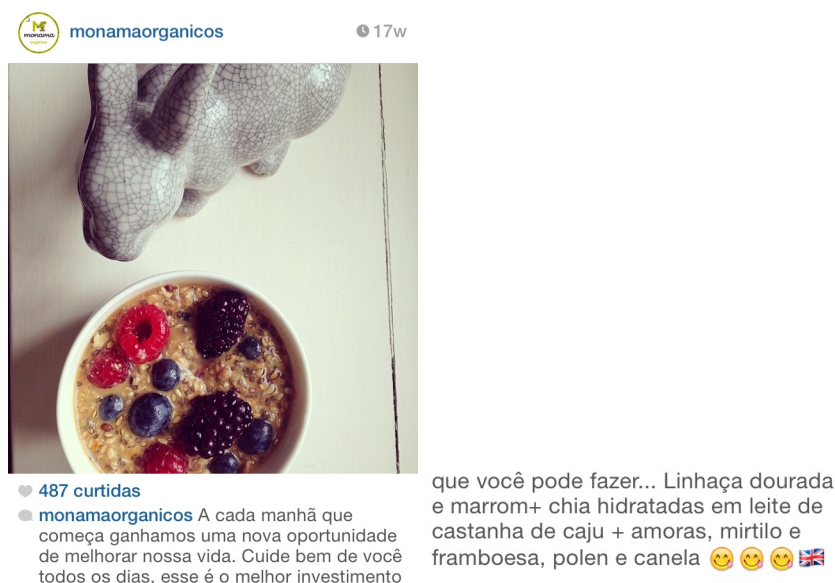 monama
monamaorganicos
17w
487 curtidas
monamaorganicos A cada manhã que
começa ganhamos uma nova oportunidade
de melhorar nossa vida. Cuide bem de você
todos os dias, esse é o melhor investimento
que você pode fazer... Linhaça dourada
e marrom+ chia hidratadas em leite de
castanha de caju + amoras, mirtilo e
framboesa, polen e canela 😋😋😋🇬🇧